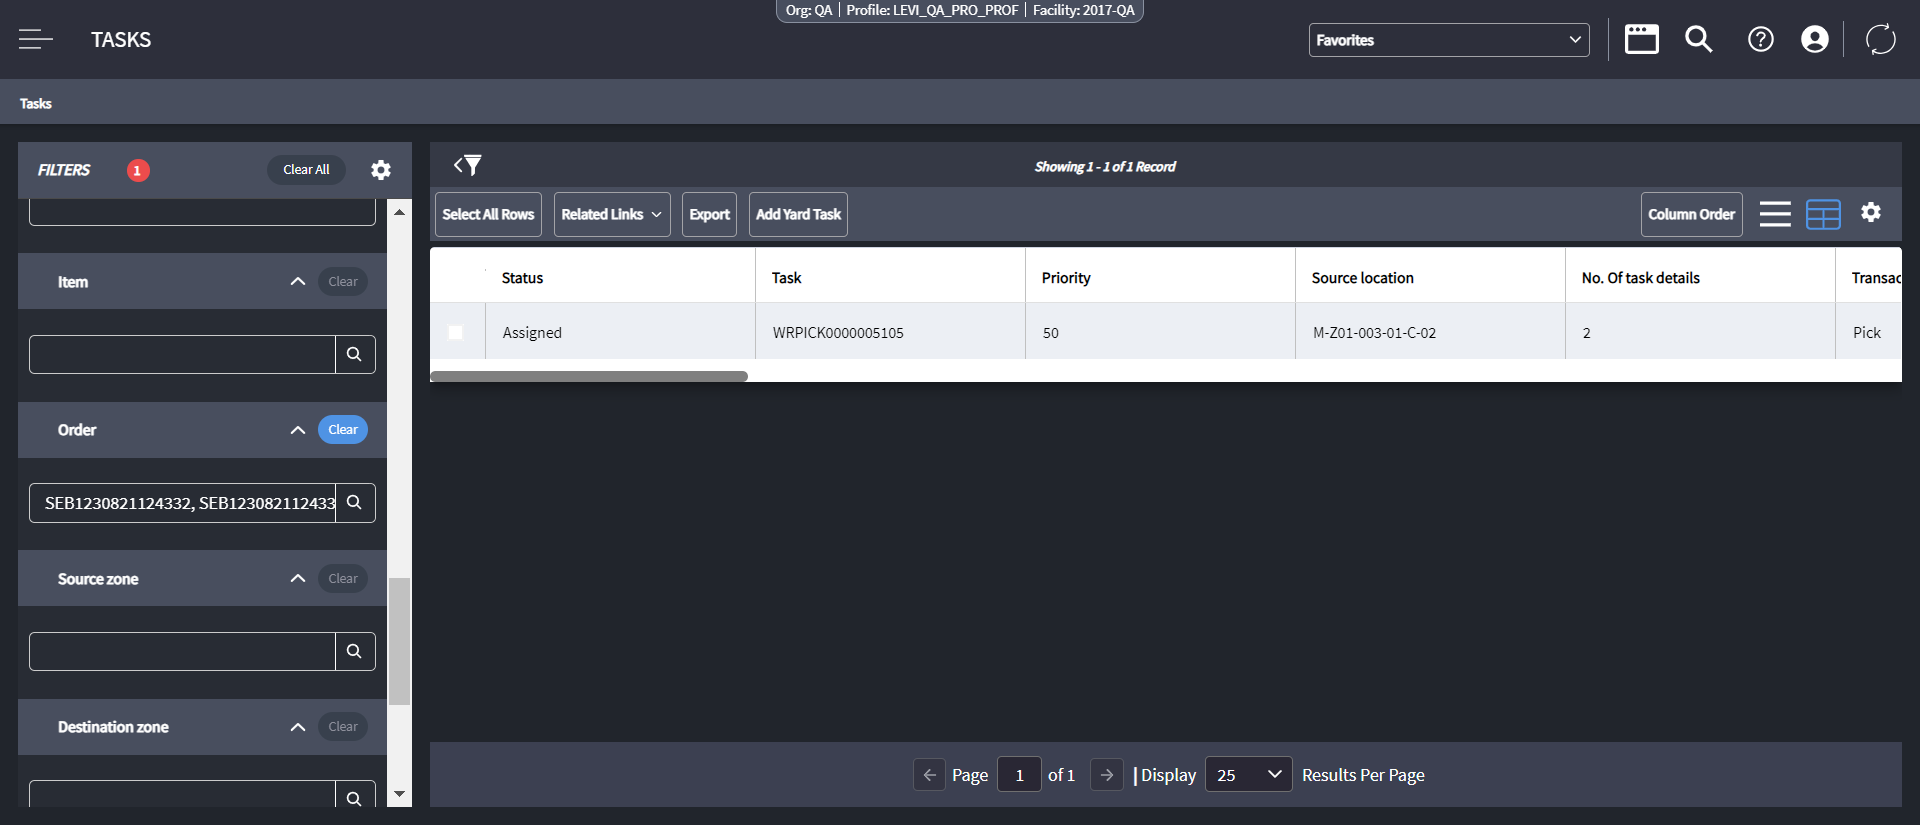 Org: QA | Profile: LEVI_QA_PRO_PROF | Facility: 2017-QA
TASKS
Favorites
Tasks
FILTERS
1
Clear All
Showing 1 - 1 of 1 Record
Select All Rows
Related Links
Export
Add Yard Task
Column Order
Item
Clear
Order
Clear
SEB1230821124332, SEB123082112433
Source zone
Clear
Destination zone
Clear
Status Task Priority Source location No. Of task details Transac
Assigned WRPICK0000005105 50 M-Z01-003-01-C-02 2 Pick
Page 1 of 1 | Display 25 Results Per Page